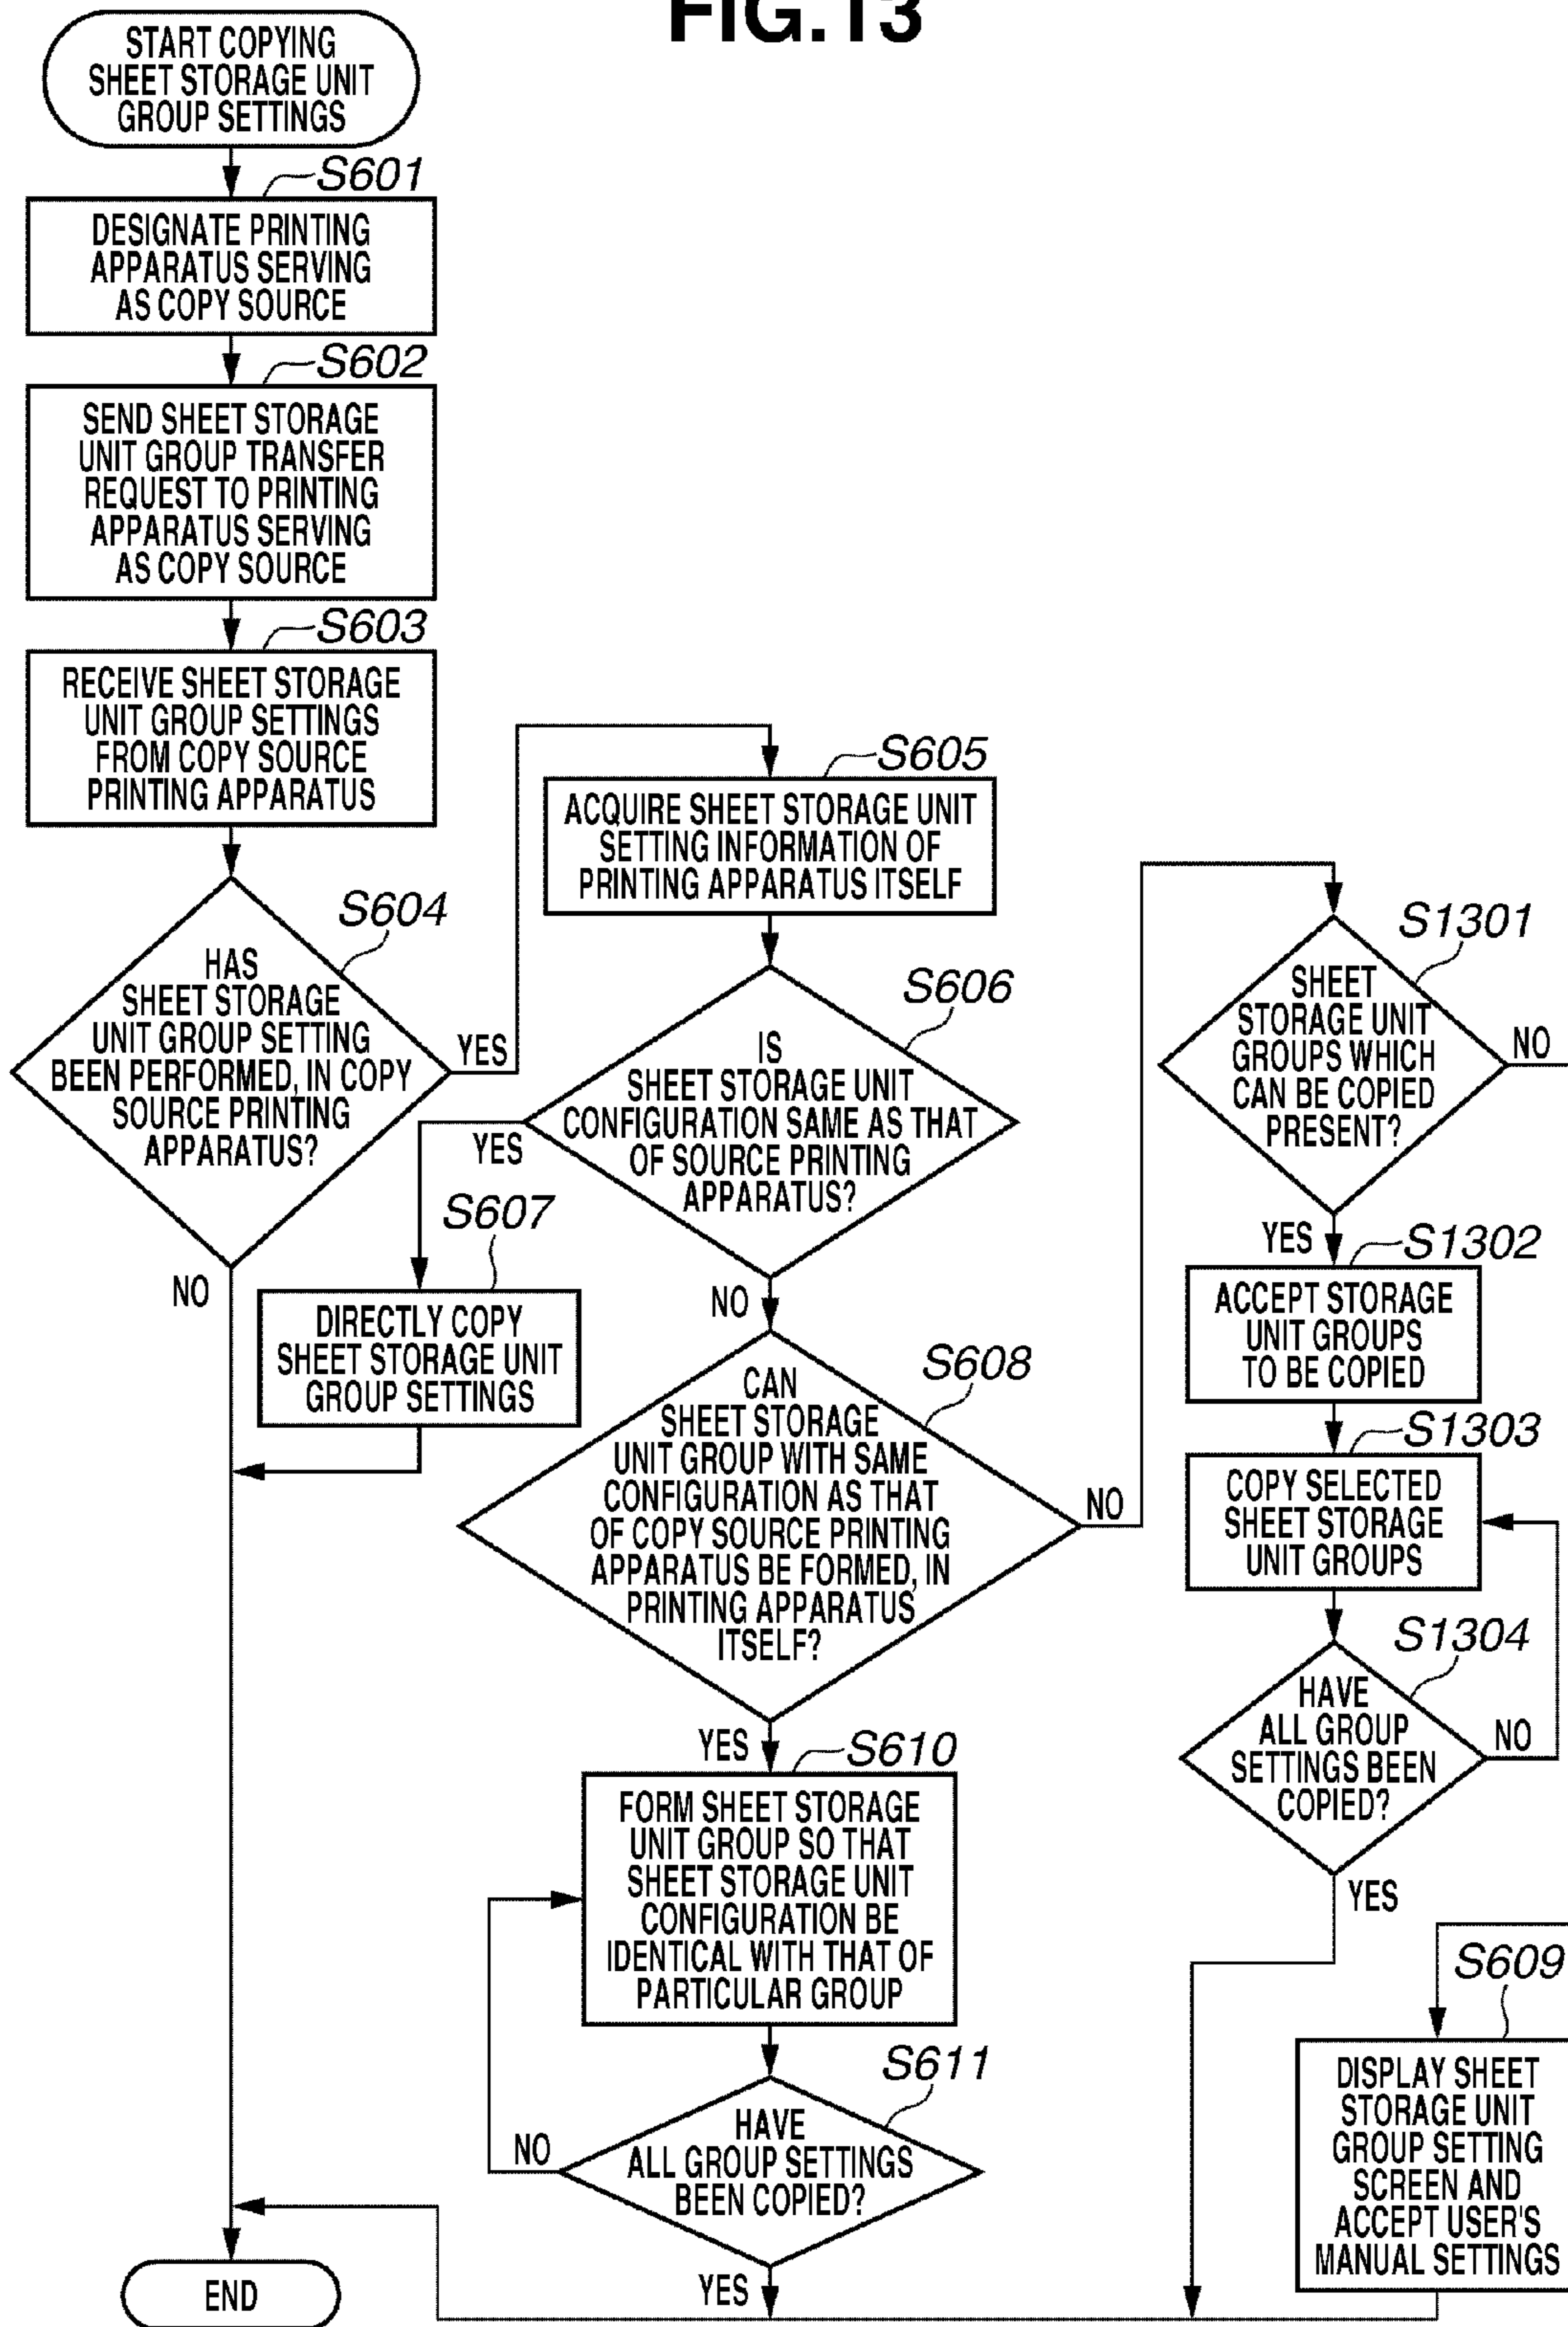 FIG.13
START COPYING
SHEET STORAGE UNIT
GROUP SETTINGS
S601
DESIGNATE PRINTING
APPARATUS SERVING
AS COPY SOURCE
S602
SEND SHEET STORAGE
UNIT GROUP TRANSFER
REQUEST TO PRINTING
APPARATUS SERVING
AS COPY SOURCE
S603
RECEIVE SHEET STORAGE
UNIT GROUP SETTINGS
FROM COPY SOURCE
PRINTING APPARATUS
S604
HAS
SHEET STORAGE
UNIT GROUP SETTING
BEEN PERFORMED, IN COPY
SOURCE PRINTING
APPARATUS?
YES
NO
S605
ACQUIRE SHEET STORAGE UNIT
SETTING INFORMATION OF
PRINTING APPARATUS ITSELF
S606
IS
SHEET STORAGE UNIT
CONFIGURATION SAME AS THAT
OF SOURCE PRINTING
APPARATUS?
YES
NO
S607
DIRECTLY COPY
SHEET STORAGE UNIT
GROUP SETTINGS
S608
CAN
SHEET STORAGE
UNIT GROUP WITH SAME
CONFIGURATION AS THAT
OF COPY SOURCE PRINTING
APPARATUS BE FORMED, IN
PRINTING APPARATUS
ITSELF?
NO
YES
S610
FORM SHEET STORAGE
UNIT GROUP SO THAT
SHEET STORAGE UNIT
CONFIGURATION BE
IDENTICAL WITH THAT OF
PARTICULAR GROUP
S611
HAVE
ALL GROUP SETTINGS
BEEN COPIED?
NO
YES
S1301
SHEET
STORAGE UNIT
GROUPS WHICH
CAN BE COPIED
PRESENT?
NO
YES
S1302
ACCEPT STORAGE
UNIT GROUPS
TO BE COPIED
S1303
COPY SELECTED
SHEET STORAGE
UNIT GROUPS
S1304
HAVE
ALL GROUP
SETTINGS BEEN
COPIED?
NO
YES
S609
DISPLAY SHEET
STORAGE UNIT
GROUP SETTING
SCREEN AND
ACCEPT USER'S
MANUAL SETTINGS
END